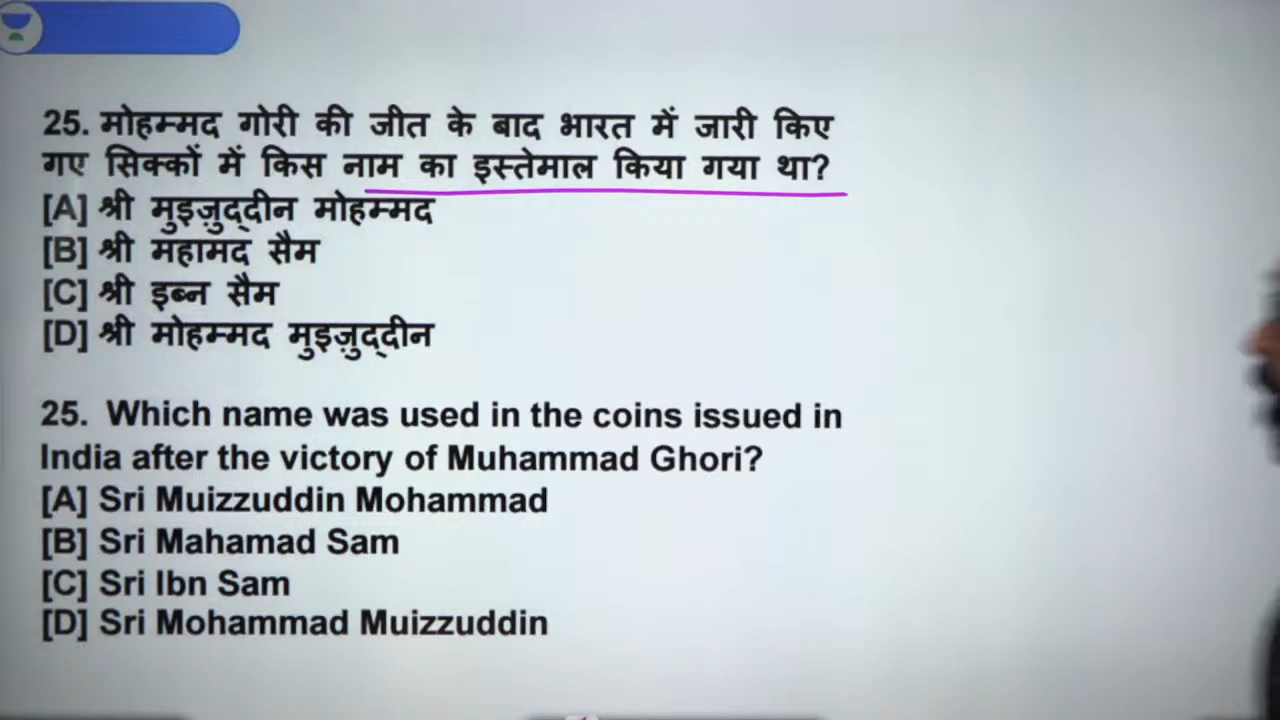 25. मोहम्मद गोरी की जीत के बाद भारत में जारी किए
गए सिक्कों में किस नाम का इस्तेमाल किया गया था?
[A] श्री मुइज़ुद्दीन मोहम्मद
[B] श्री महामद सैम
[C] श्री इब्न सैम
[D] श्री मोहम्मद मुइज़ुद्दीन
25. Which name was used in the coins issued in
India after the victory of Muhammad Ghori?
[A] Sri Muizzuddin Mohammad
[B] Sri Mahamad Sam
[C] Sri Ibn Sam
[D] Sri Mohammad Muizzuddin